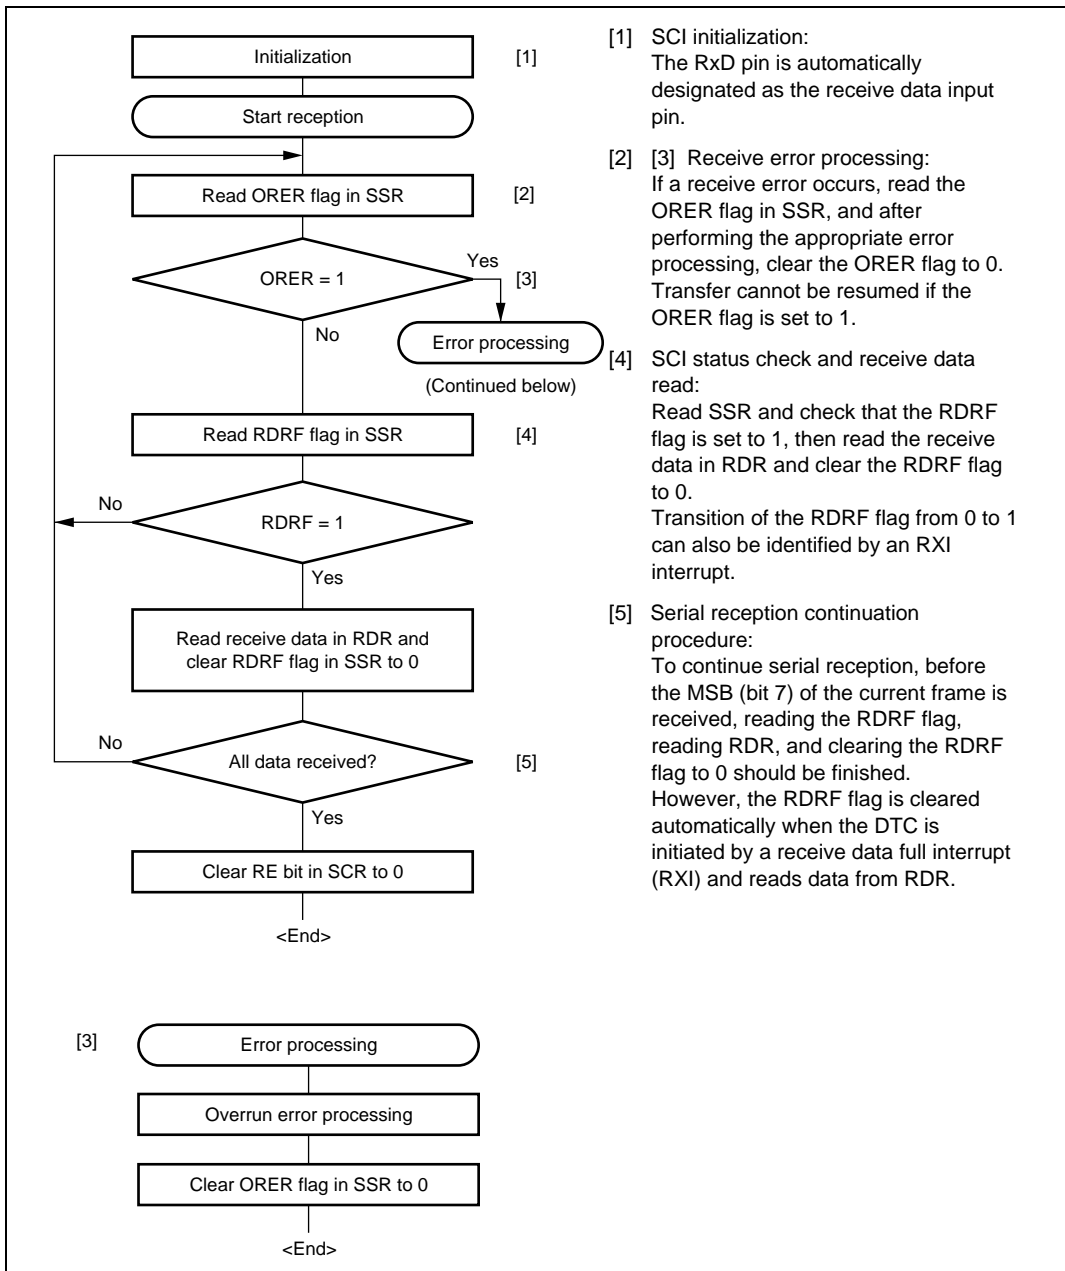 Initialization
[1]
Start reception
Read ORER flag in SSR
[2]
Yes
ORER = 1
[3]
No
Error processing
(Continued below)
Read RDRF flag in SSR
[4]
No
RDRF = 1
Yes
Read receive data in RDR and
clear RDRF flag in SSR to 0
No
All data received?
[5]
Yes
Clear RE bit in SCR to 0
<End>
[3]
Error processing
Overrun error processing
Clear ORER flag in SSR to 0
<End>
[1] SCI initialization:
The RxD pin is automatically
designated as the receive data input
pin.
[2] [3] Receive error processing:
If a receive error occurs, read the
ORER flag in SSR, and after
performing the appropriate error
processing, clear the ORER flag to 0.
Transfer cannot be resumed if the
ORER flag is set to 1.
[4] SCI status check and receive data
read:
Read SSR and check that the RDRF
flag is set to 1, then read the receive
data in RDR and clear the RDRF flag
to 0.
Transition of the RDRF flag from 0 to 1
can also be identified by an RXI
interrupt.
[5] Serial reception continuation
procedure:
To continue serial reception, before
the MSB (bit 7) of the current frame is
received, reading the RDRF flag,
reading RDR, and clearing the RDRF
flag to 0 should be finished.
However, the RDRF flag is cleared
automatically when the DTC is
initiated by a receive data full interrupt
(RXI) and reads data from RDR.